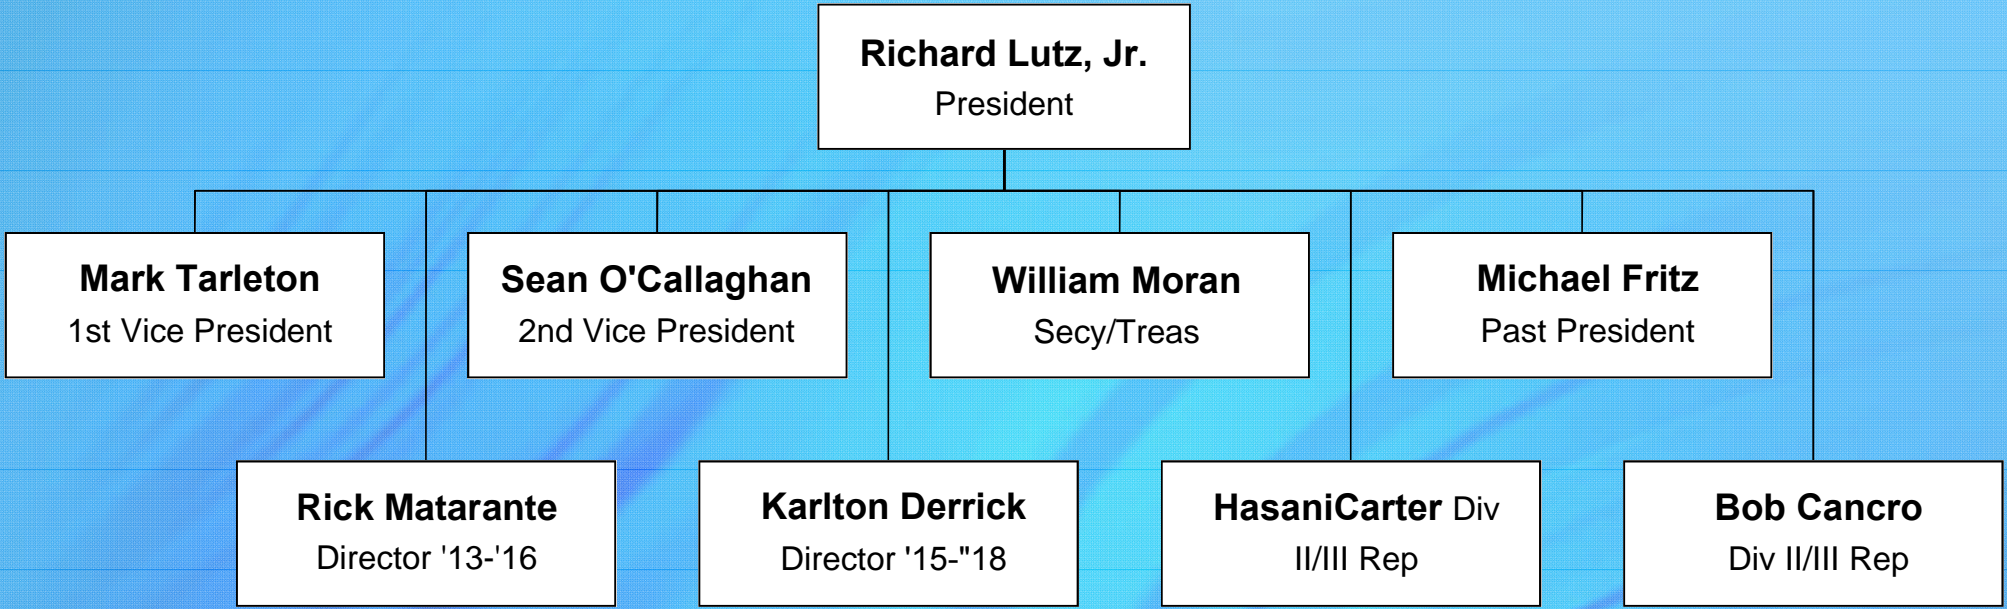 Richard Lutz, Jr.
President
Mark Tarleton
1st Vice President
Sean O'Callaghan
2nd Vice President
William Moran
Secy/Treas
Michael Fritz
Past President
Rick Matarante
Director '13-'16
Karlton Derrick
Director '15-"18
HasaniCarter Div
II/III Rep
Bob Cancro
Div II/III Rep